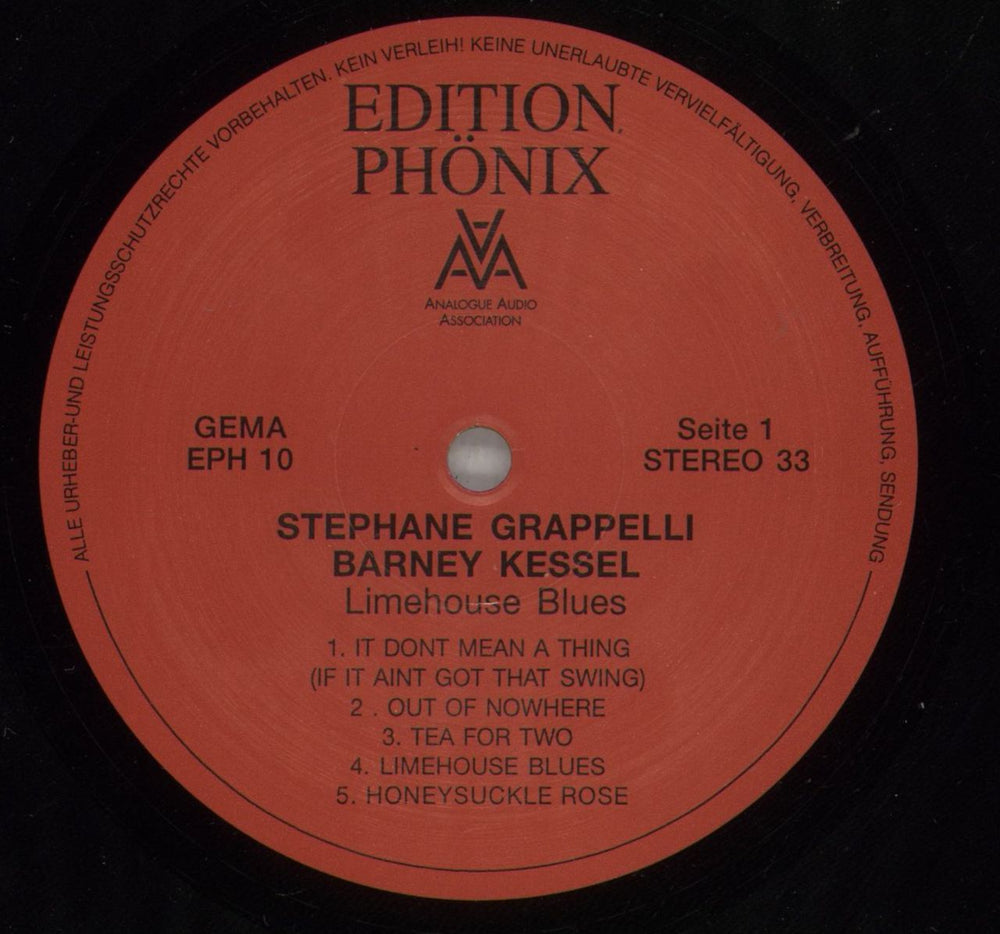 ALLE URHEBER-UND LEISTUNGSSCHUTZRECHTE VORBEHALTEN. KEIN VERLEIH! KEINE UNERLAUBTE VERVIELFÄLTIGUNG, VERBREITUNG, AUFFÜHRUNG, SENDUNG
EDITION
PHÖNIX
AAA
ANALOGUE AUDIO
ASSOCIATION
GEMA
EPH 10
Seite 1
STEREO 33
STEPHANE GRAPPELLI
BARNEY KESSEL
Limehouse Blues
1. IT DONT MEAN A THING
(IF IT AINT GOT THAT SWING)
2 . OUT OF NOWHERE
3. TEA FOR TWO
4. LIMEHOUSE BLUES
5. HONEYSUCKLE ROSE